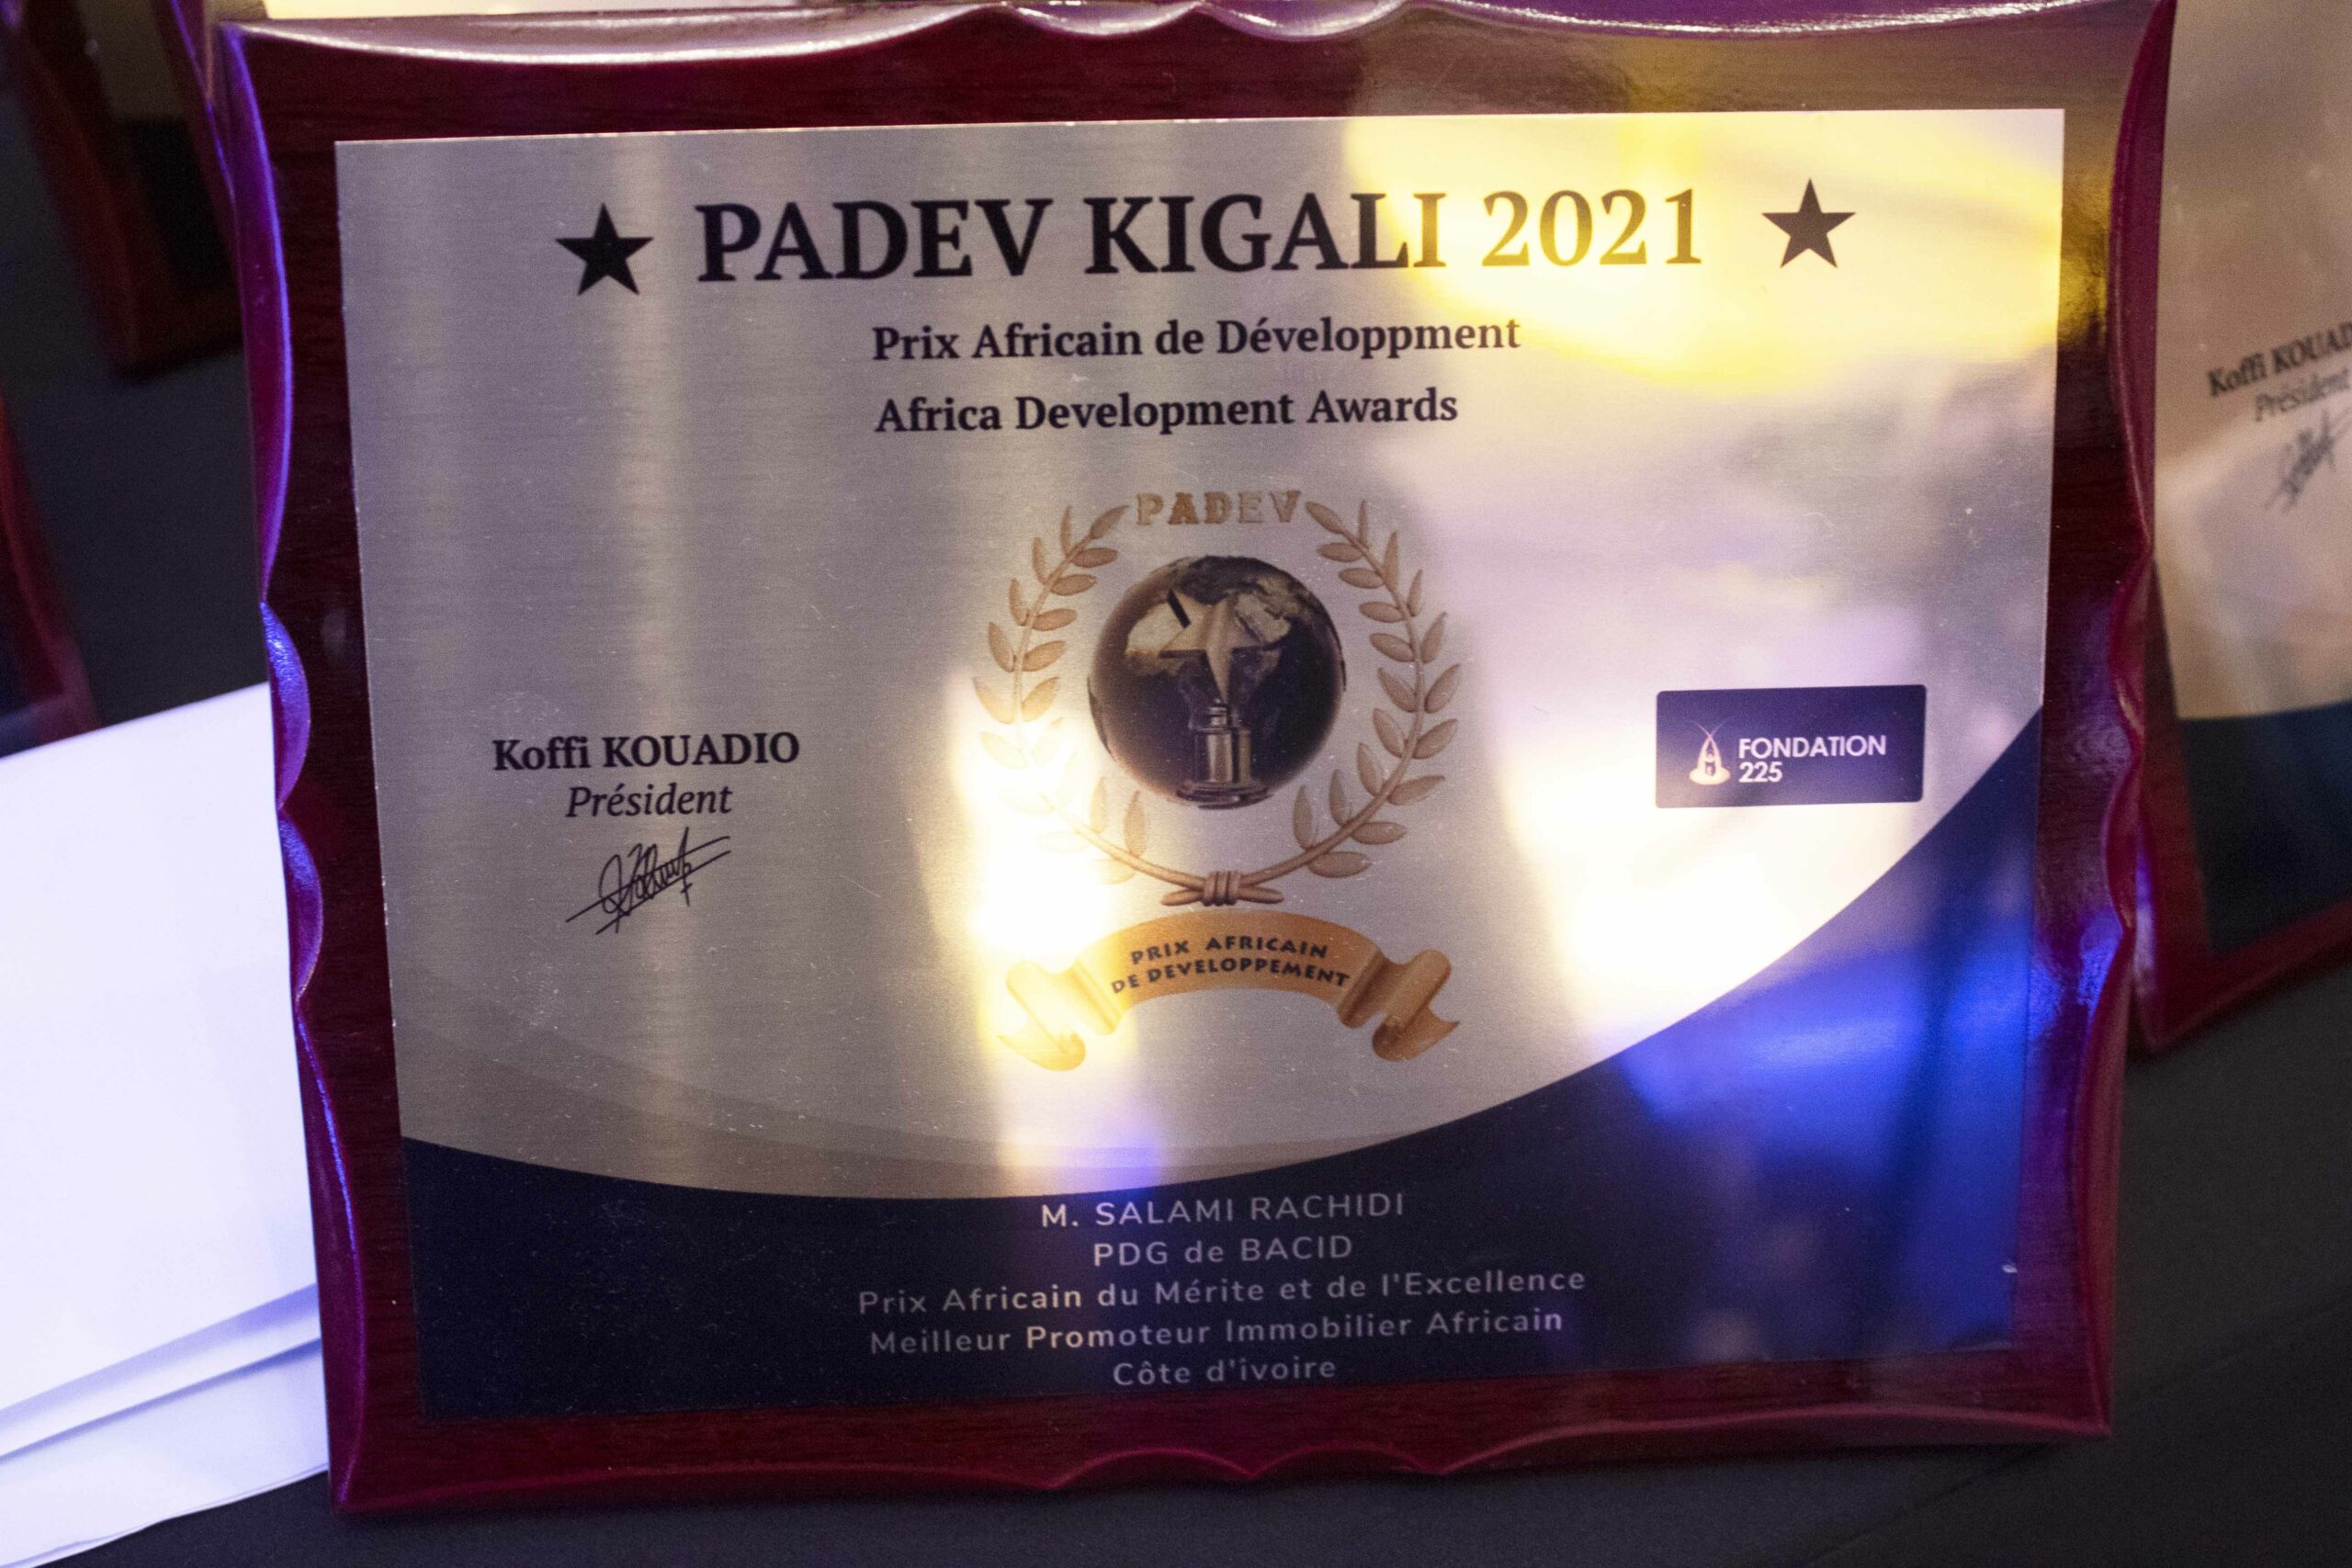 PADEV KIGALI 2021
Prix Africain de Développment
Africa Development Awards
PADEV
Koffi KOUADIO
Président
FONDATION
225
PRIX AFRICAIN
DE DEVELOPPEMENT
M. SALAMI RACHIDI
PDG de BACID
Prix Africain du Mérite et de l'Excellence
Meilleur Promoteur Immobilier Africain
Côte d'ivoire
Koffi KOUAD
Président